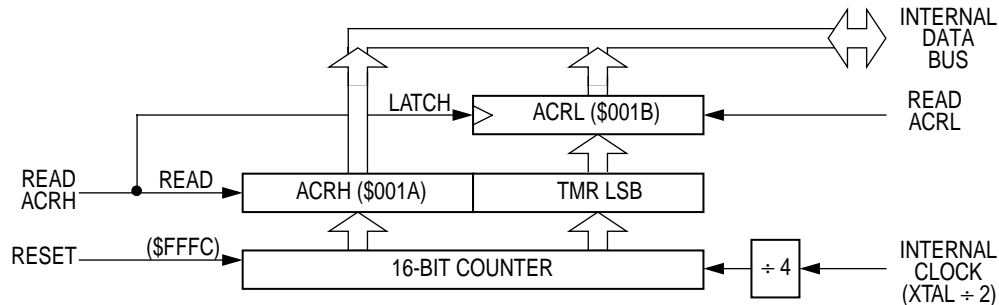 INTERNAL
DATA
BUS
LATCH
ACRL ($001B)
READ
ACRL
READ
ACRH
READ
ACRH ($001A)
TMR LSB
RESET
($FFFC)
16-BIT COUNTER
÷ 4
INTERNAL
CLOCK
(XTAL ÷ 2)